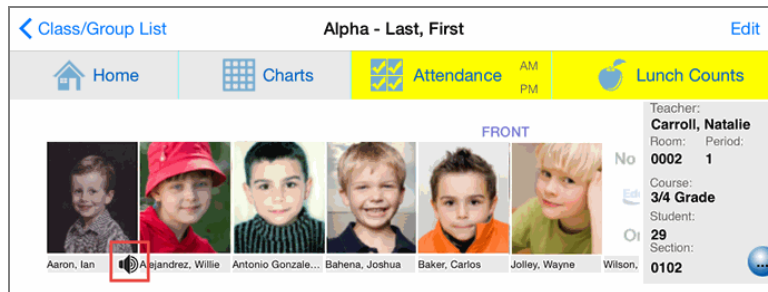 Class/Group List
Alpha - Last, First
Edit
Home
Charts
Attendance
AM
PM
Lunch Counts
FRONT
Teacher:
Carroll, Natalie
Room: Period:
0002 1
Course:
3/4 Grade
Student:
29
Section:
0102
No
Aaron, Ian
Alejandrez, Willie
Antonio Gonzale...
Bahena, Joshua
Baker, Carlos
Jolley, Wayne
Wilson,